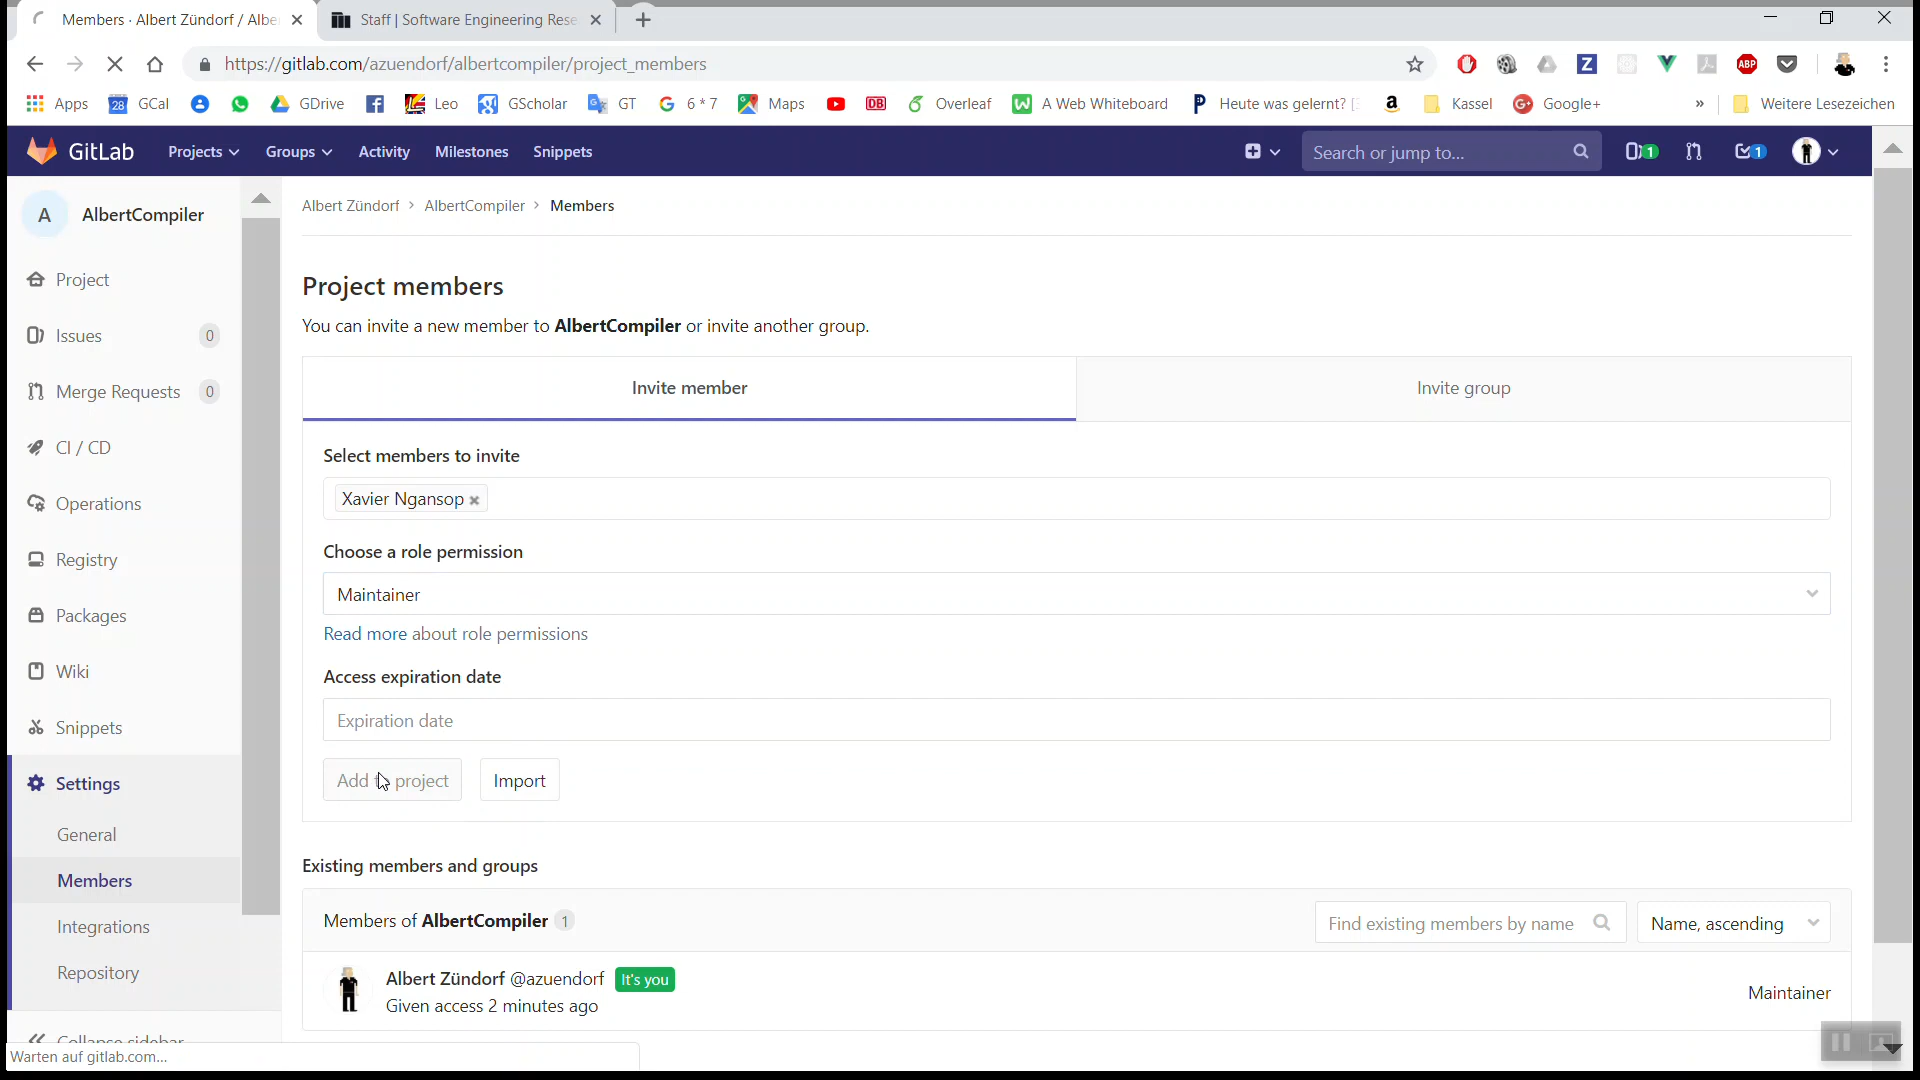 Members · Albert Zündorf / Albe
Staff | Software Engineering Rese
https://gitlab.com/azuendorf/albertcompiler/project_members
Apps
28 GCal
GDrive
Leo
GScholar
GT
6 * 7
Maps
DB
Overleaf
A Web Whiteboard
Heute was gelernt? [
Kassel
Google+
»
Weitere Lesezeichen
ABP
GitLab
Projects
Groups
Activity
Milestones
Snippets
Search or jump to...
1
1
A AlbertCompiler
Project
Issues 0
Merge Requests 0
CI / CD
Operations
Registry
Packages
Wiki
Snippets
Settings
General
Members
Integrations
Repository
Collapse sidebar
Warten auf gitlab.com...
Albert Zündorf > AlbertCompiler > Members
Project members
You can invite a new member to AlbertCompiler or invite another group.
Invite member
Invite group
Select members to invite
Xavier Ngansop
Choose a role permission
Maintainer
Read more about role permissions
Access expiration date
Expiration date
Add to project
Import
Existing members and groups
Members of AlbertCompiler 1
Find existing members by name
Name, ascending
Albert Zündorf @azuendorf It's you
Given access 2 minutes ago
Maintainer